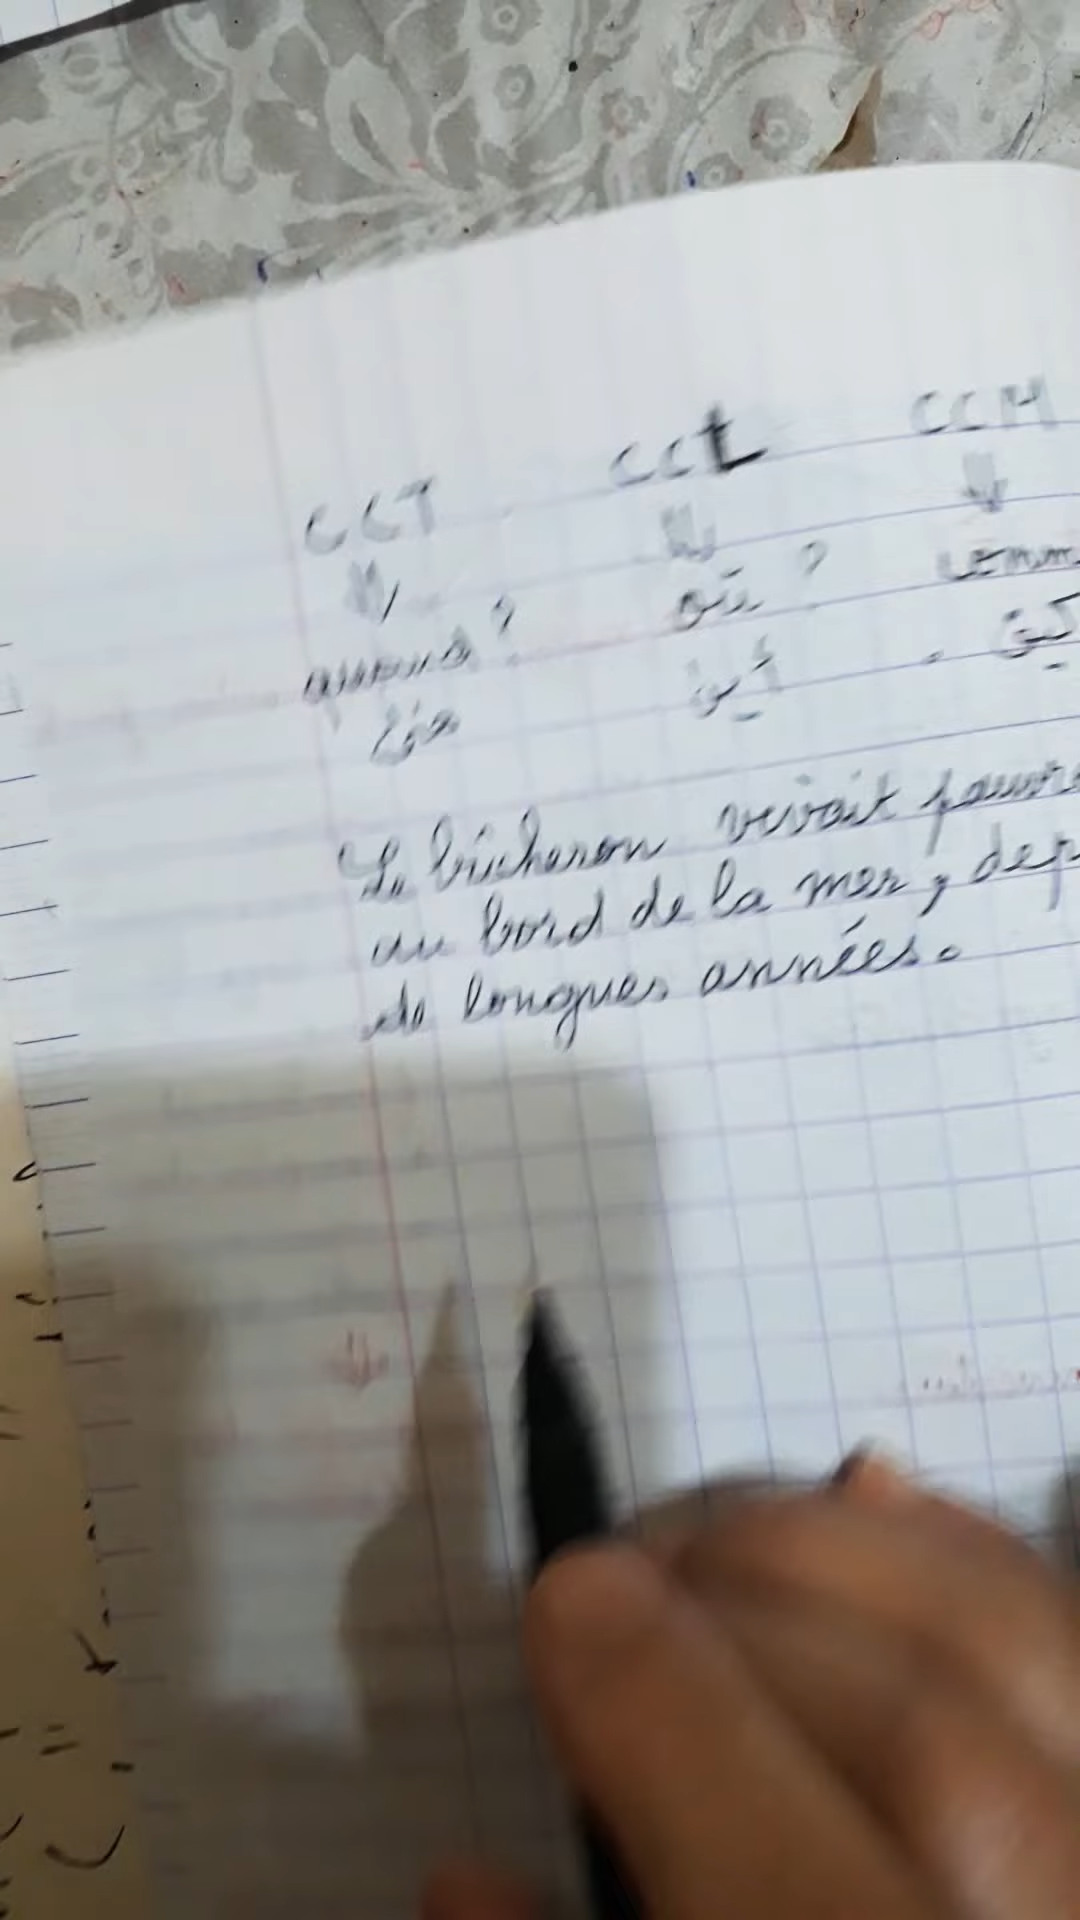 CCT CCL CCM
quand ? où ?
متى أين كيف
Le bûcheron vivait
au bord de la mer,
de longues années.